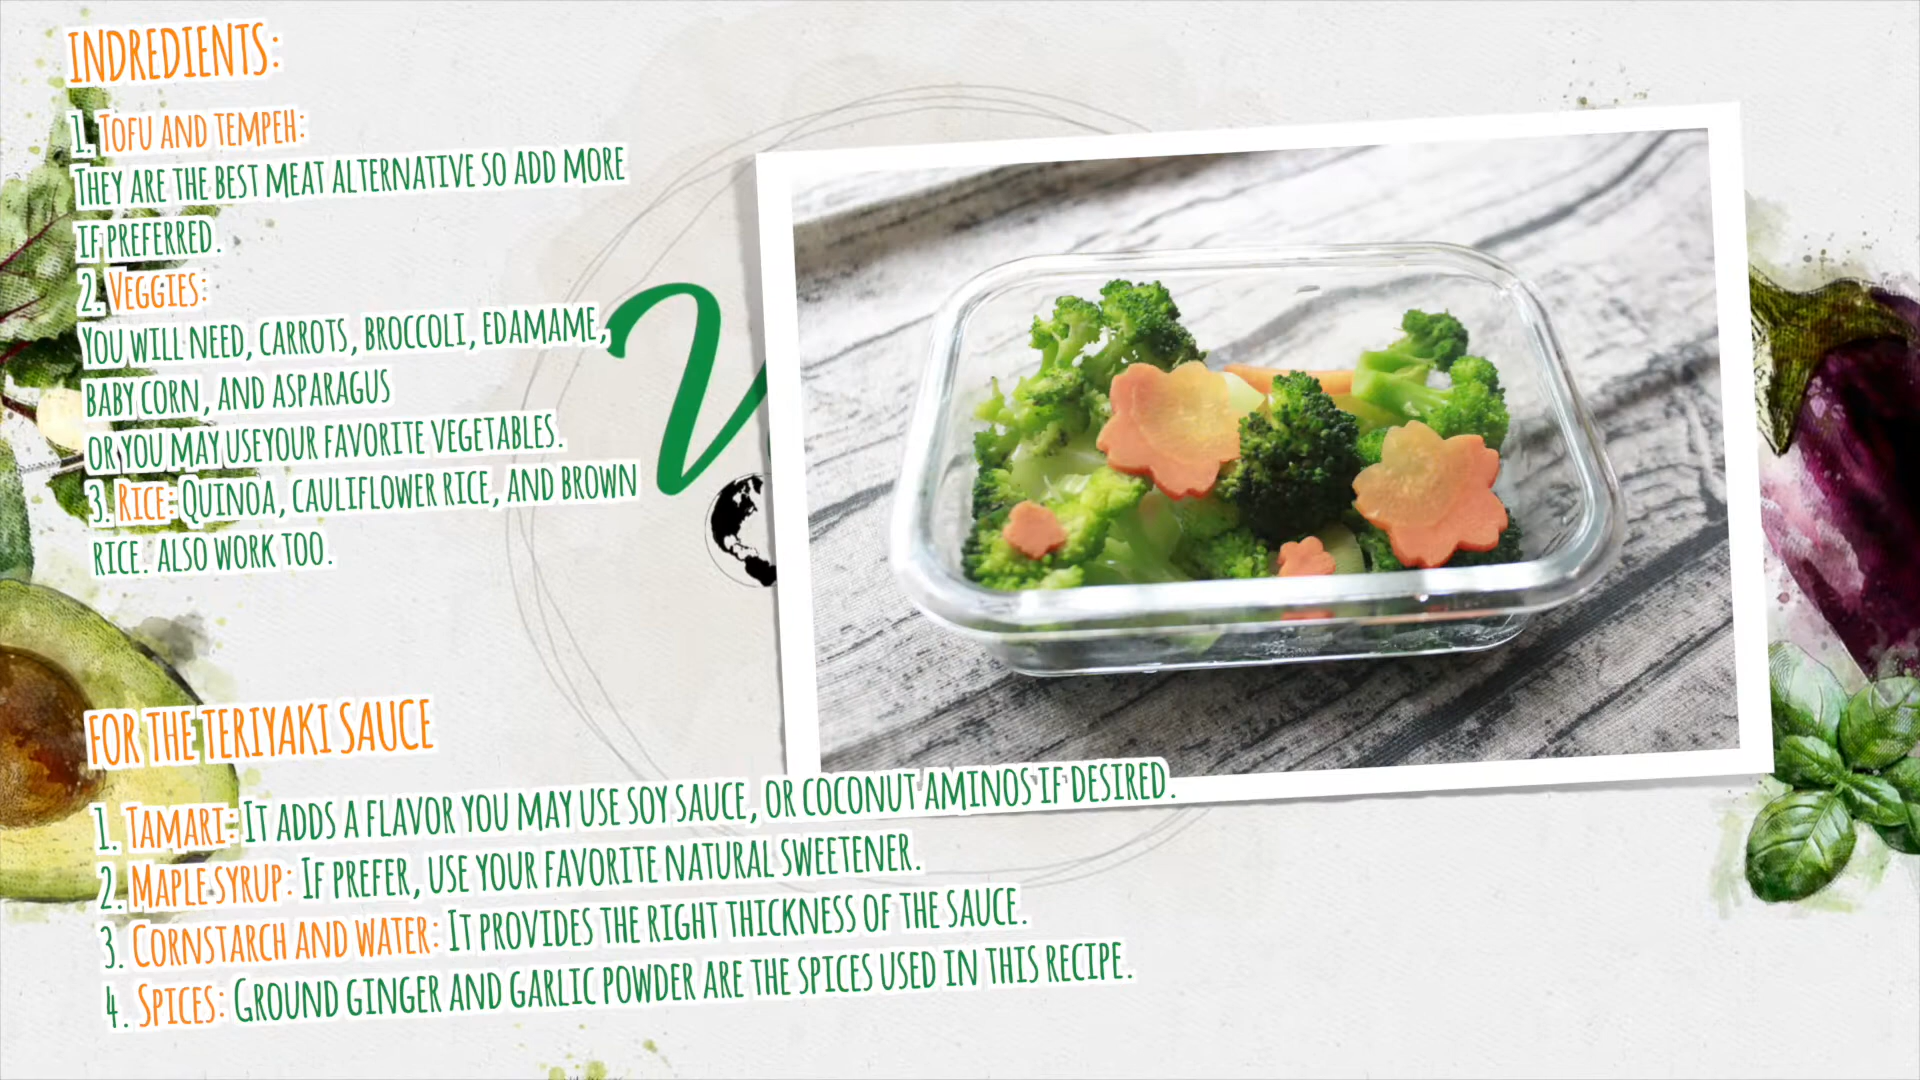 INDREDIENTS:
1. TOFU AND TEMPEH:
THEY ARE THE BEST MEAT ALTERNATIVE SO ADD MORE
IF PREFERRED.
2. VEGGIES:
YOU WILL NEED, CARROTS, BROCCOLI, EDAMAME,
BABY CORN, AND ASPARAGUS
OR YOU MAY USEYOUR FAVORITE VEGETABLES.
3. RICE: QUINOA, CAULIFLOWER RICE, AND BROWN
RICE. ALSO WORK TOO.
V
FOR THE TERIYAKI SAUCE
1. TAMARI: IT ADDS A FLAVOR YOU MAY USE SOY SAUCE, OR COCONUT AMINOS IF DESIRED.
2. MAPLE SYRUP: IF PREFER, USE YOUR FAVORITE NATURAL SWEETENER.
3. CORNSTARCH AND WATER: IT PROVIDES THE RIGHT THICKNESS OF THE SAUCE.
4. SPICES: GROUND GINGER AND GARLIC POWDER ARE THE SPICES USED IN THIS RECIPE.